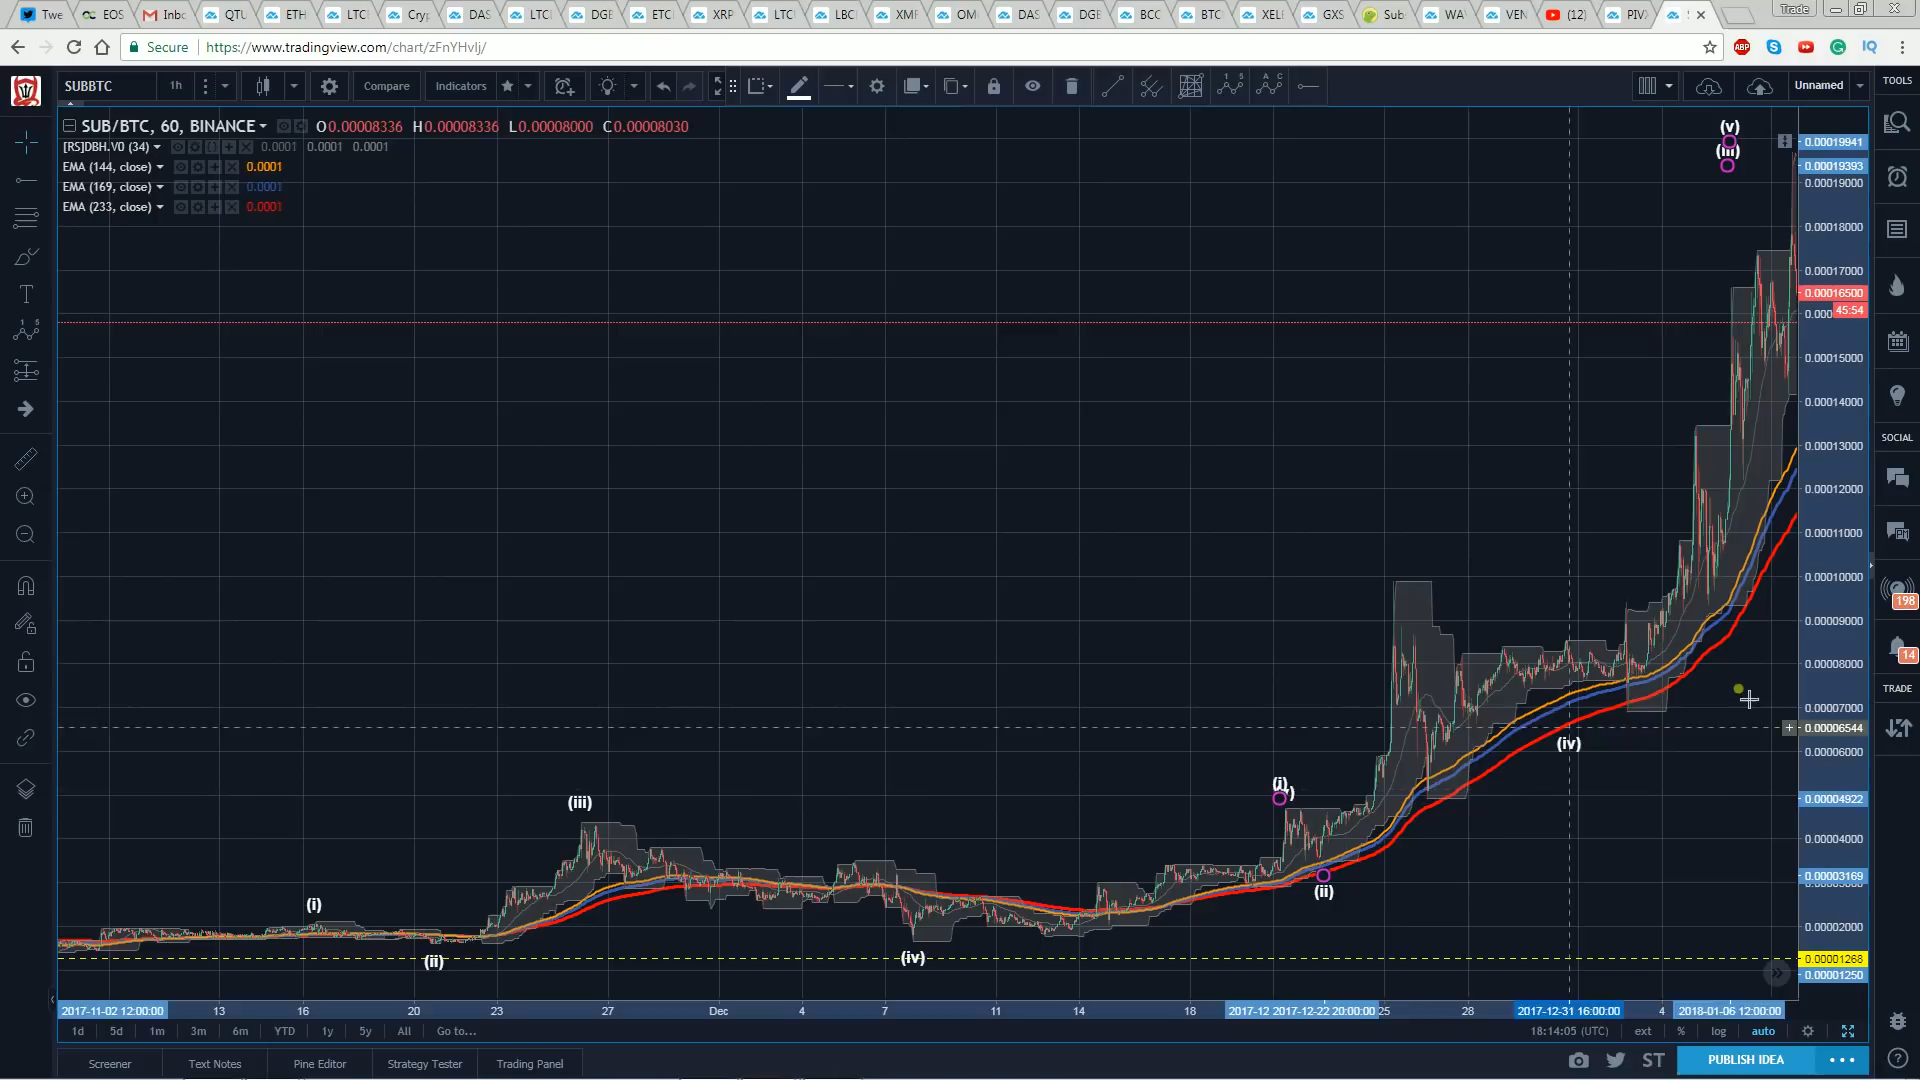 Twe EOS Inb QTU ETH LTC Cry DAS LTC DGE ETC XRP LTC LBC XMF OM DAS DGE BCC BTC XEL GXS Sub WA VEN (12) PIV Trade
Secure https://www.tradingview.com/chart/zFnYHvlj/
SUBBTC 1h Compare Indicators Unnamed TOOLS
SUB/BTC, 60, BINANCE O0.00008336 H0.00008336 L0.00008000 C0.00008030
[RS]DBH.V0 (34) 0.0001 0.0001 0.0001
EMA (144, close) 0.0001
EMA (169, close) 0.0001
EMA (233, close) 0.0001
(v)
(iii)
0.00019941
0.00019393
0.00019000
0.00018000
0.00017000
0.00016500
45:54
0.00015000
0.00014000
0.00013000
0.00012000
0.00011000
0.00010000
0.00009000
0.00008000
0.00007000
0.00006544
0.00006000
0.00004922
0.00004000
0.00003169
0.00002000
0.00001268
0.00001250
SOCIAL
198
14
TRADE
(iv)
(i)
(iii)
(i)
(ii)
(ii)
(iv)
2017-11-02 12:00:00 13 16 20 23 27 Dec 4 7 11 14 18 2017-12 2017-12-22 20:00:00 25 28 2017-12-31 16:00:00 4 2018-01-06 12:00:00
1d 5d 1m 3m 6m YTD 1y 5y All Go to... 18:14:05 (UTC) ext % log auto
Screener Text Notes Pine Editor Strategy Tester Trading Panel ST PUBLISH IDEA